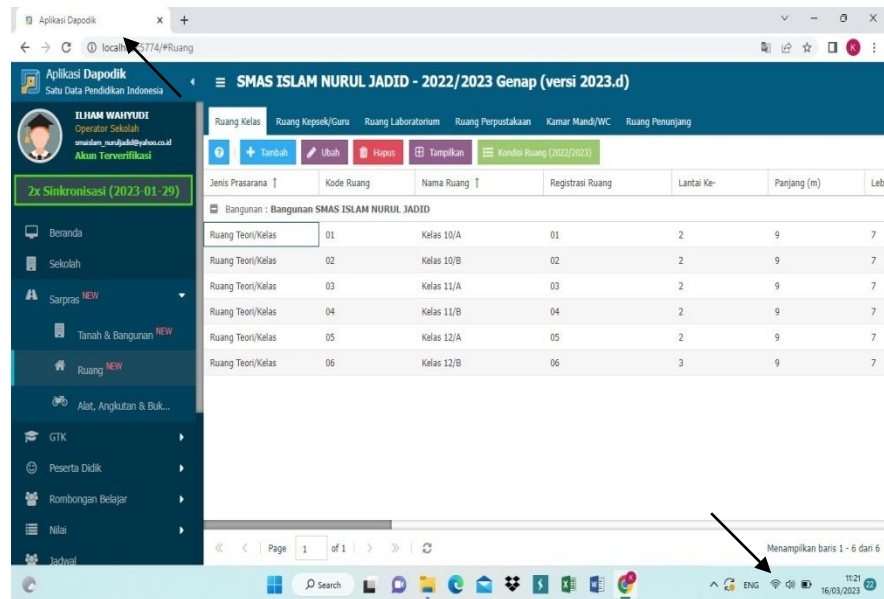 Aplikasi Dapodik
localh 5774/#Ruang
Aplikasi Dapodik
Satu Data Pendidikan Indonesia
SMAS ISLAM NURUL JADID - 2022/2023 Genap (versi 2023.d)
ILHAM WAHYUDI
Operator Sekolah
smaislam_nuruljadid@yahoo.co.id
Akun Terverifikasi
2x Sinkronisasi (2023-01-29)
Beranda
Sekolah
Sarpras NEW
Tanah & Bangunan NEW
Ruang NEW
Alat, Angkutan & Buk...
GTK
Peserta Didik
Rombongan Belajar
Nilai
Jadwal
Ruang Kelas Ruang Kepsek/Guru Ruang Laboratorium Ruang Perpustakaan Kamar Mandi/WC Ruang Penunjang
Tambah Ubah Hapus Tampilkan Kondisi Ruang (2022/2023)
Jenis Prasarana ↑ Kode Ruang Nama Ruang ↑ Registrasi Ruang Lantai Ke- Panjang (m) Leb
Bangunan : Bangunan SMAS ISLAM NURUL JADID
Ruang Teori/Kelas 01 Kelas 10/A 01 2 9 7
Ruang Teori/Kelas 02 Kelas 10/B 02 2 9 7
Ruang Teori/Kelas 03 Kelas 11/A 03 2 9 7
Ruang Teori/Kelas 04 Kelas 11/B 04 2 9 7
Ruang Teori/Kelas 05 Kelas 12/A 05 2 9 7
Ruang Teori/Kelas 06 Kelas 12/B 06 3 9 7
Page 1 of 1 Menampilkan baris 1 - 6 dari 6
Search ENG 11:21
16/03/2023 22